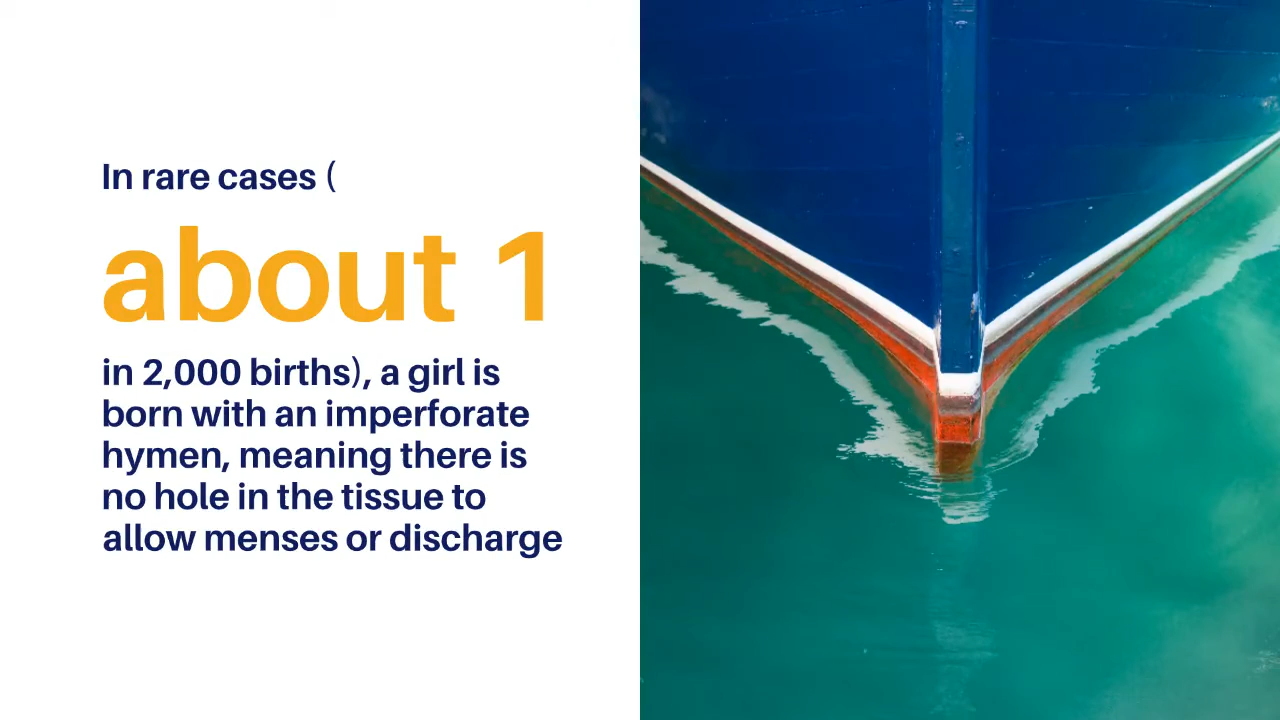 In rare cases (
about 1
in 2,000 births), a girl is
born with an imperforate
hymen, meaning there is
no hole in the tissue to
allow menses or discharge